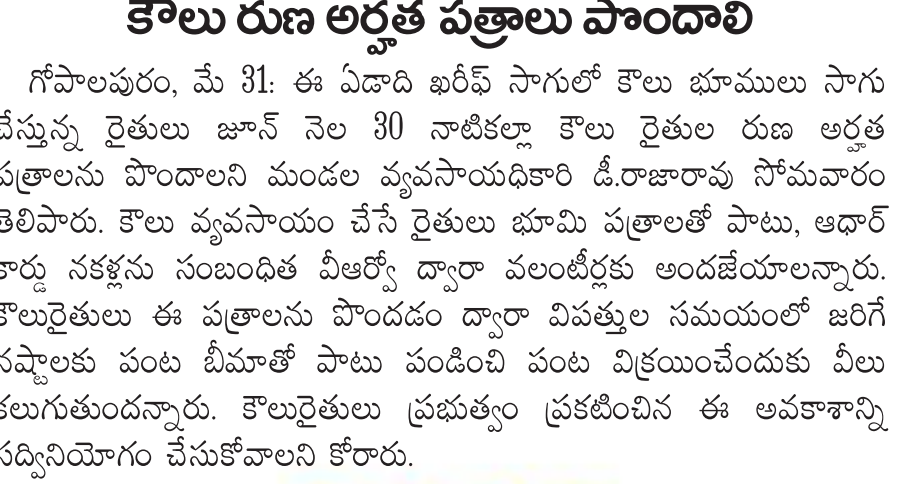 కౌలు రుణ అర్హత పత్రాలు పొందాలి
గోపాలపురం, మే 31: ఈ ఏడాది ఖరీఫ్ సాగులో కౌలు భూములు సాగు
చేస్తున్న రైతులు జూన్ నెల 30 నాటికల్లా కౌలు రైతుల రుణ అర్హత
పత్రాలను పొందాలని మండల వ్యవసాయధికారి డీ.రాజారావు సోమవారం
తెలిపారు. కౌలు వ్యవసాయం చేసే రైతులు భూమి పత్రాలతో పాటు, ఆధార్
కార్డు నకళ్లను సంబంధిత వీఆర్వో ద్వారా వలంటీర్లకు అందజేయాలన్నారు.
కౌలురైతులు ఈ పత్రాలను పొందడం ద్వారా విపత్తుల సమయంలో జరిగే
నష్టాలకు పంట బీమాతో పాటు పండించి పంట విక్రయించేందుకు వీలు
కలుగుతుందన్నారు. కౌలురైతులు ప్రభుత్వం ప్రకటించిన ఈ అవకాశాన్ని
సద్వినియోగం చేసుకోవాలని కోరారు.